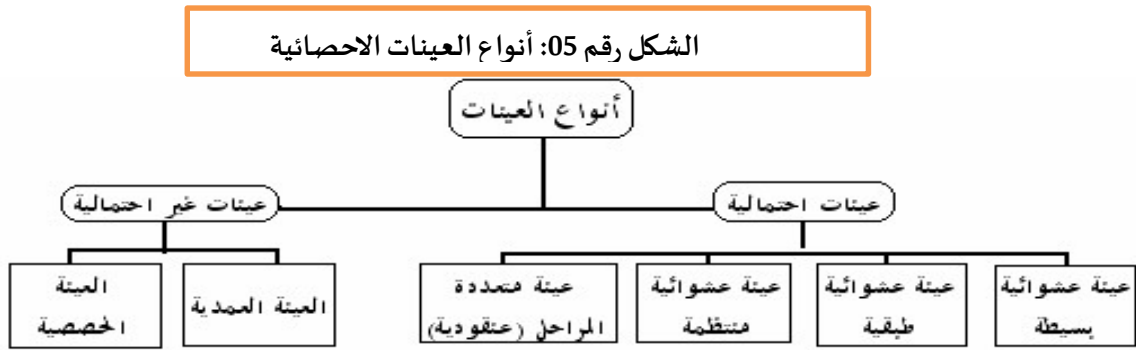 الشكل رقم 05: أنواع العينات الاحصائية
أنواع العينات
عينات احتمالية
عينات غير احتمالية
عينة عشوائية
بسيطة
عينة عشوائية
طبقية
عينة عشوائية
منتظمة
عينة متعددة
المراحل (عنقودية)
العينة العمدية
العينة
الحصصية